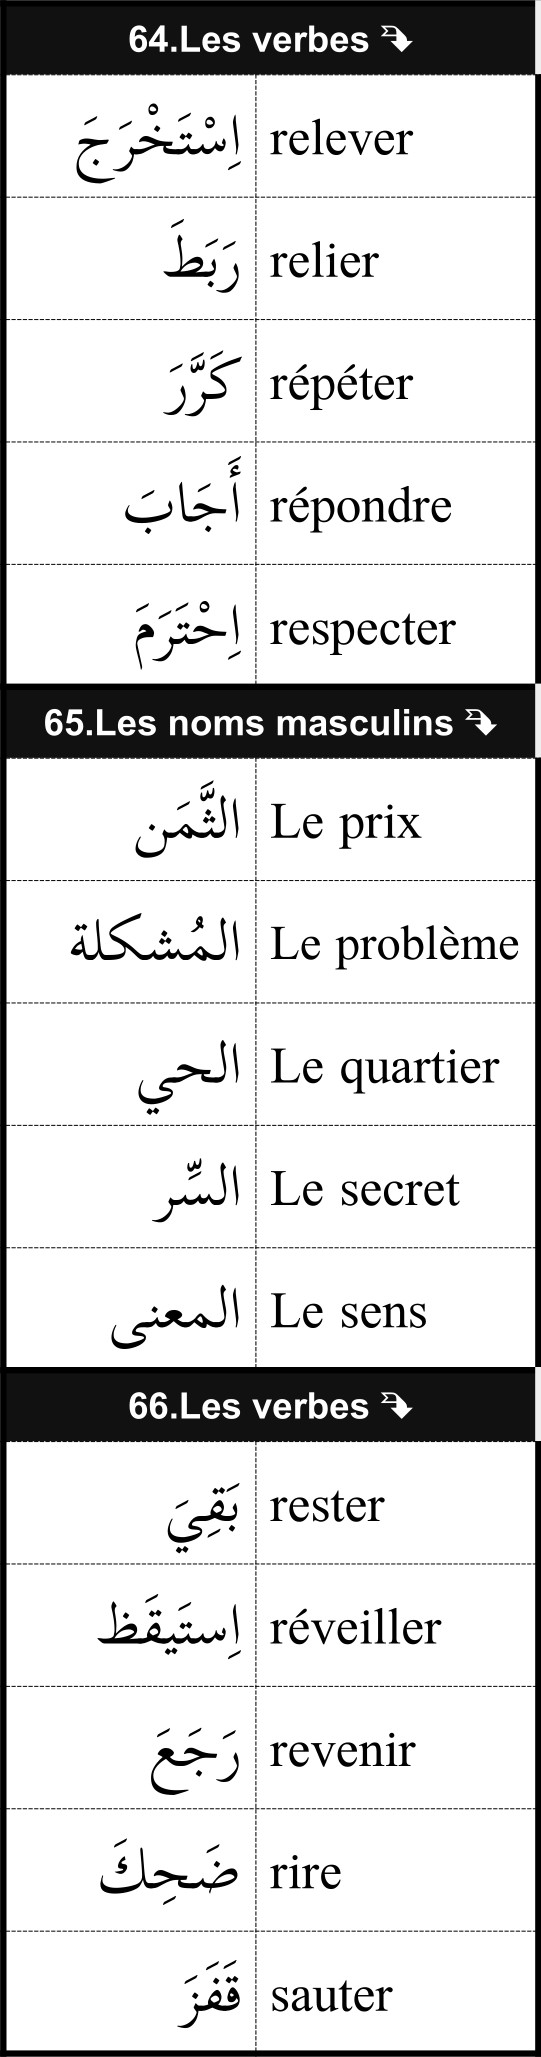 64.Les verbes
relever اِسْتَخْرَجَ
relier رَبَطَ
répéter كَرَّرَ
répondre أَجَابَ
respecter اِحْتَرَمَ
65.Les noms masculins
Le prix الثَّمَن
Le problème المُشكلة
Le quartier الحي
Le secret السِّر
Le sens المعنى
66.Les verbes
rester بَقِيَ
réveiller اِستَيقَظ
revenir رَجَعَ
rire ضَحِكَ
sauter قَفَزَ